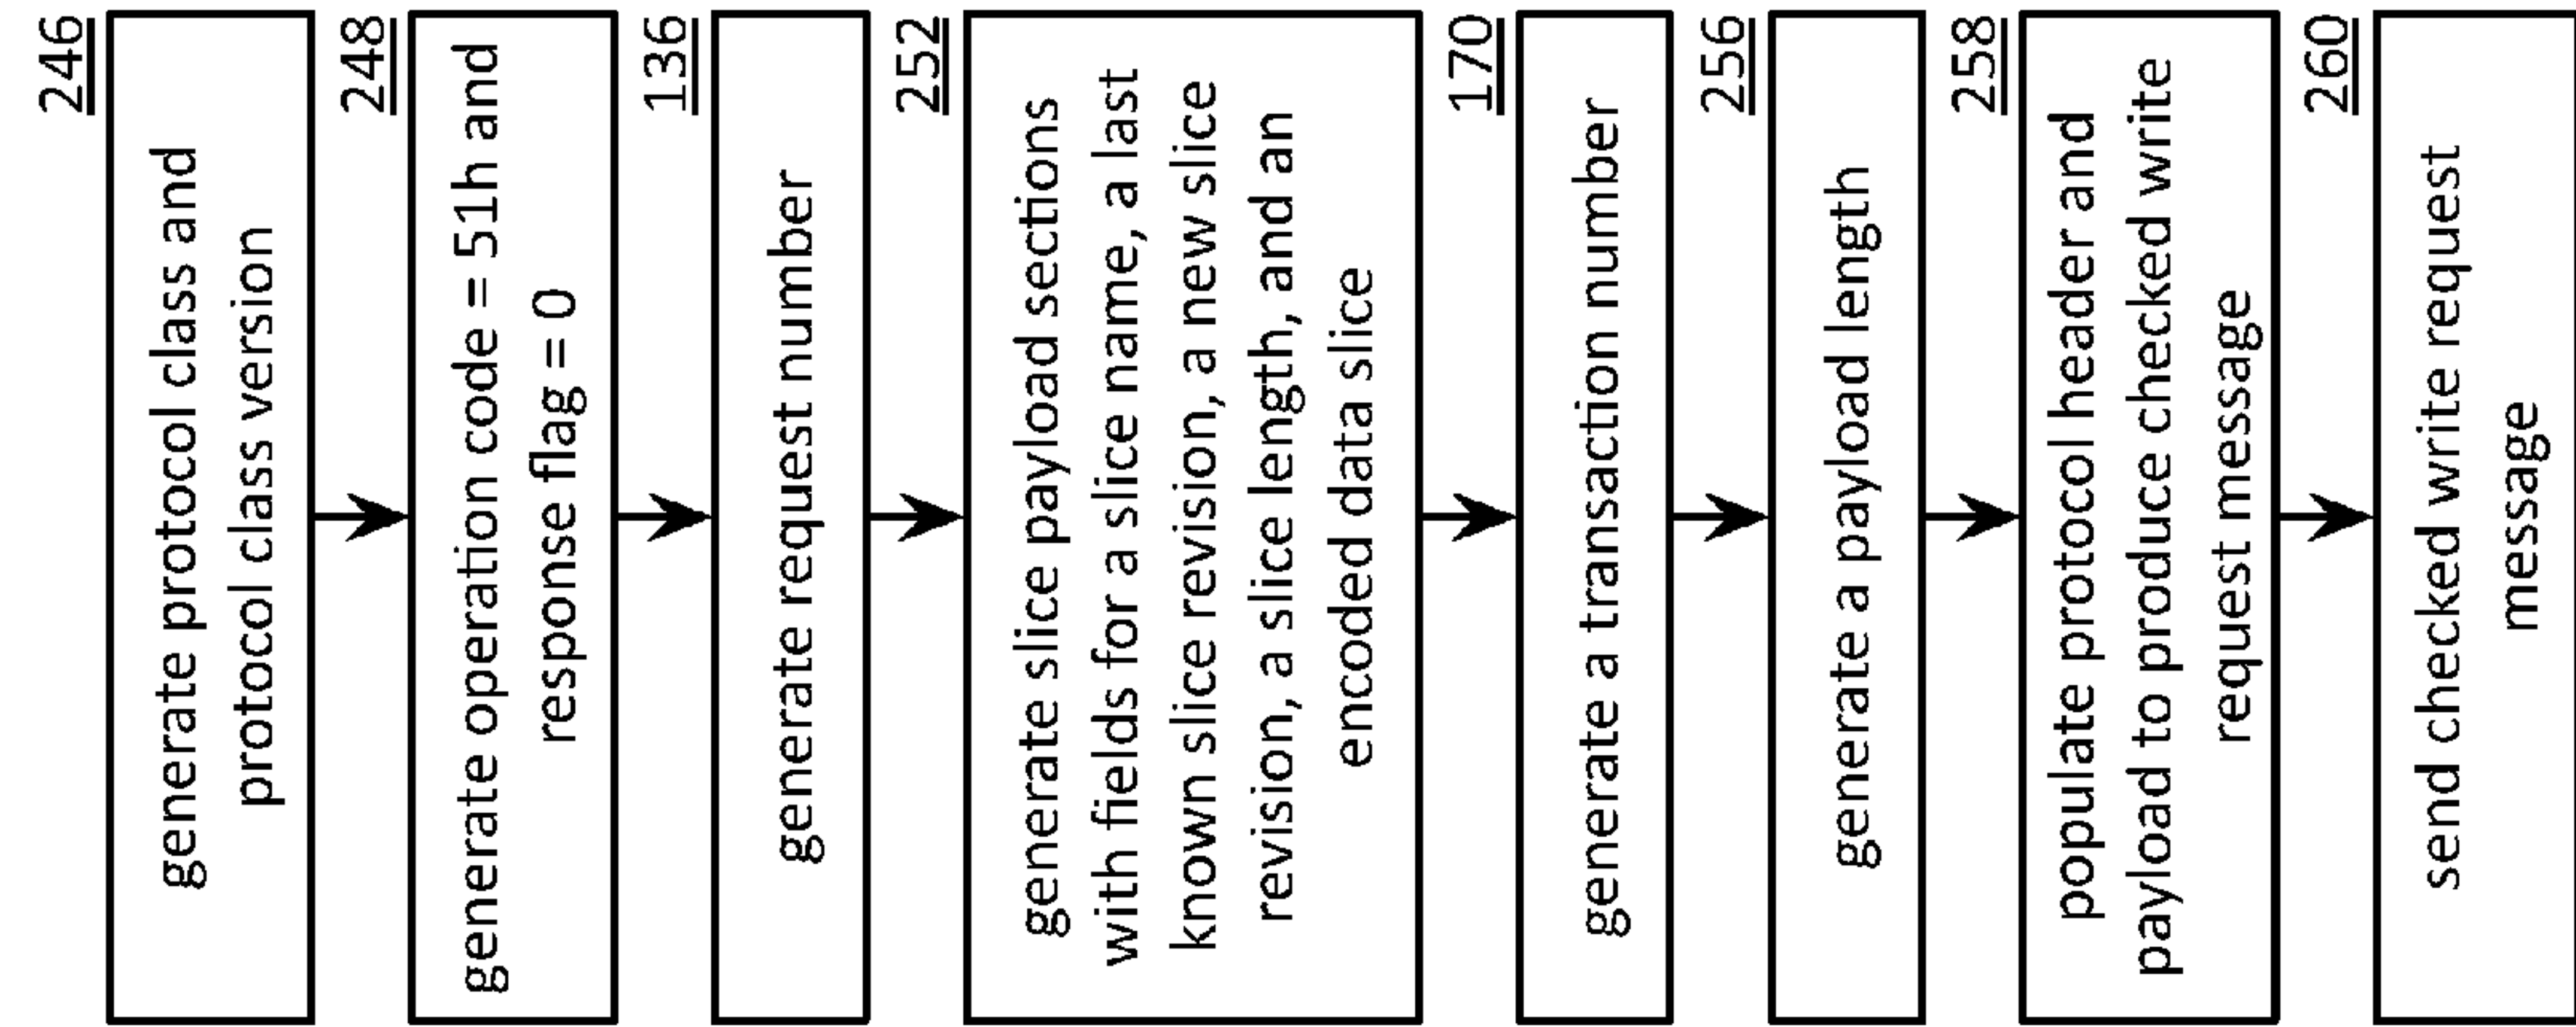 246
generate protocol class and
protocol class version
248
generate operation code = 51h and
response flag = 0
136
generate request number
252
generate slice payload sections
with fields for a slice name, a last
known slice revision, a new slice
revision, a slice length, and an
encoded data slice
170
generate a transaction number
256
generate a payload length
258
populate protocol header and
payload to produce checked write
request message
260
send checked write request
message